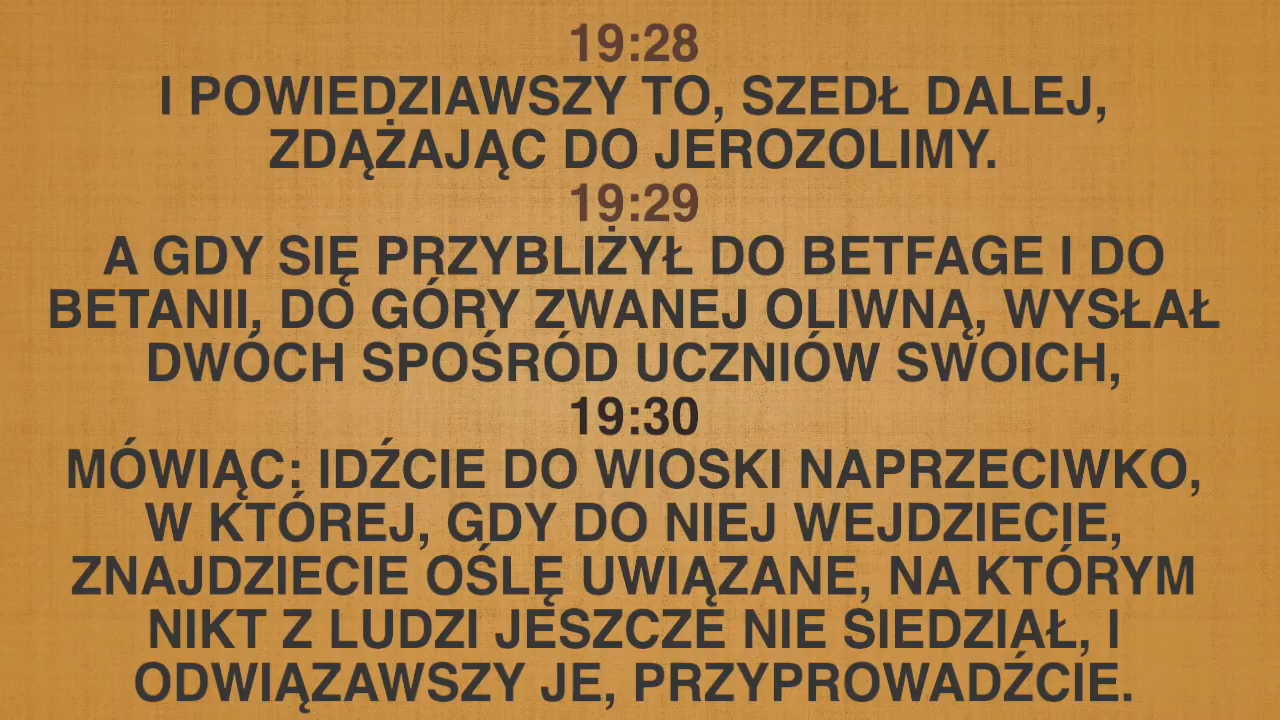 19:28
I POWIEDZIAWSZY TO, SZEDŁ DALEJ,
ZDĄŻAJĄC DO JEROZOLIMY.
19:29
A GDY SIĘ PRZYBLIŻYŁ DO BETFAGE I DO
BETANII, DO GÓRY ZWANEJ OLIWNĄ, WYSŁAŁ
DWÓCH SPOŚRÓD UCZNIÓW SWOICH,
19:30
MÓWIĄC: IDŹCIE DO WIOSKI NAPRZECIWKO,
W KTÓREJ, GDY DO NIEJ WEJDZIECIE,
ZNAJDZIECIE OŚLĘ UWIĄZANE, NA KTÓRYM
NIKT Z LUDZI JESZCZE NIE SIEDZIAŁ, I
ODWIĄZAWSZY JE, PRZYPROWADŹCIE.